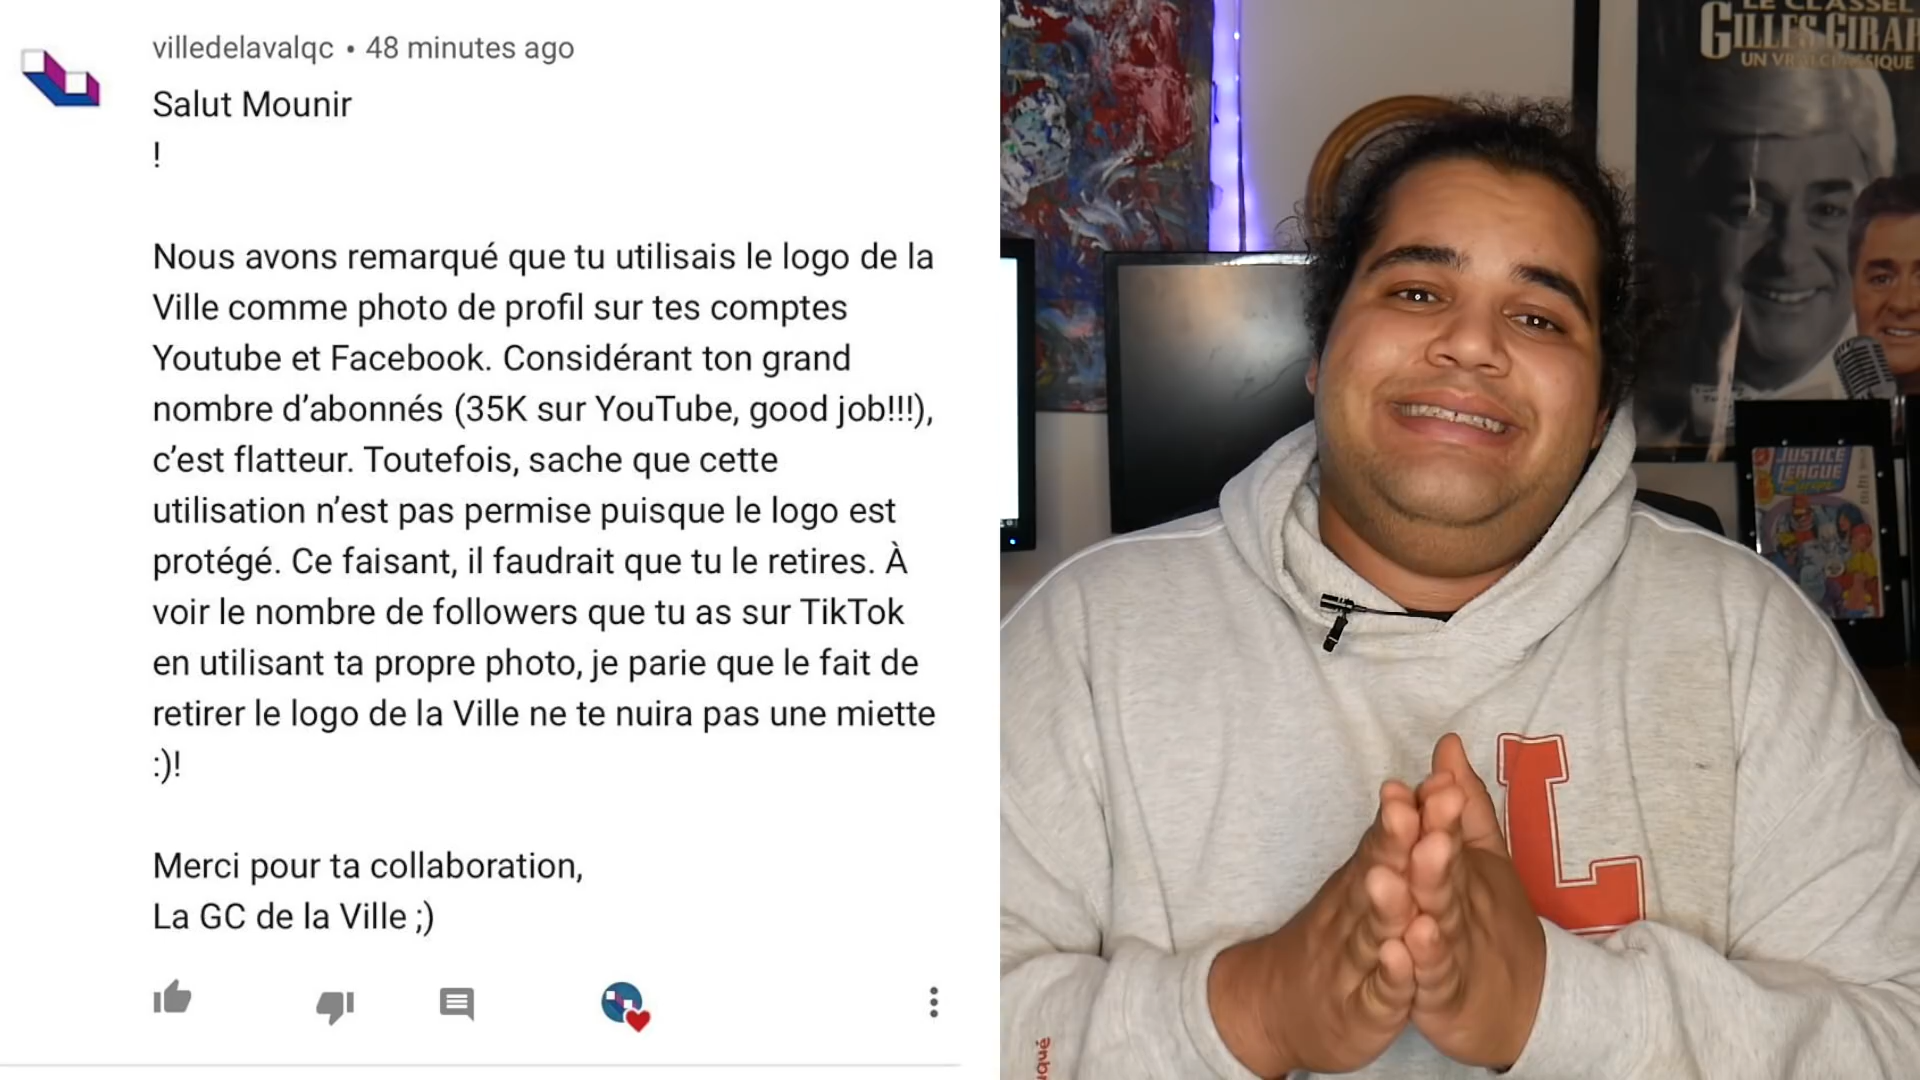 villedelavalqc • 48 minutes ago
Salut Mounir
!
Nous avons remarqué que tu utilisais le logo de la
Ville comme photo de profil sur tes comptes
Youtube et Facebook. Considérant ton grand
nombre d’abonnés (35K sur YouTube, good job!!!),
c’est flatteur. Toutefois, sache que cette
utilisation n’est pas permise puisque le logo est
protégé. Ce faisant, il faudrait que tu le retires. À
voir le nombre de followers que tu as sur TikTok
en utilisant ta propre photo, je parie que le fait de
retirer le logo de la Ville ne te nuira pas une miette
:)!
Merci pour ta collaboration,
La GC de la Ville ;)
LE CLASSEL
GILLES GIRAR
UN VRAI CLASSIQUE
JUSTICE
LEAGUE
L
qué